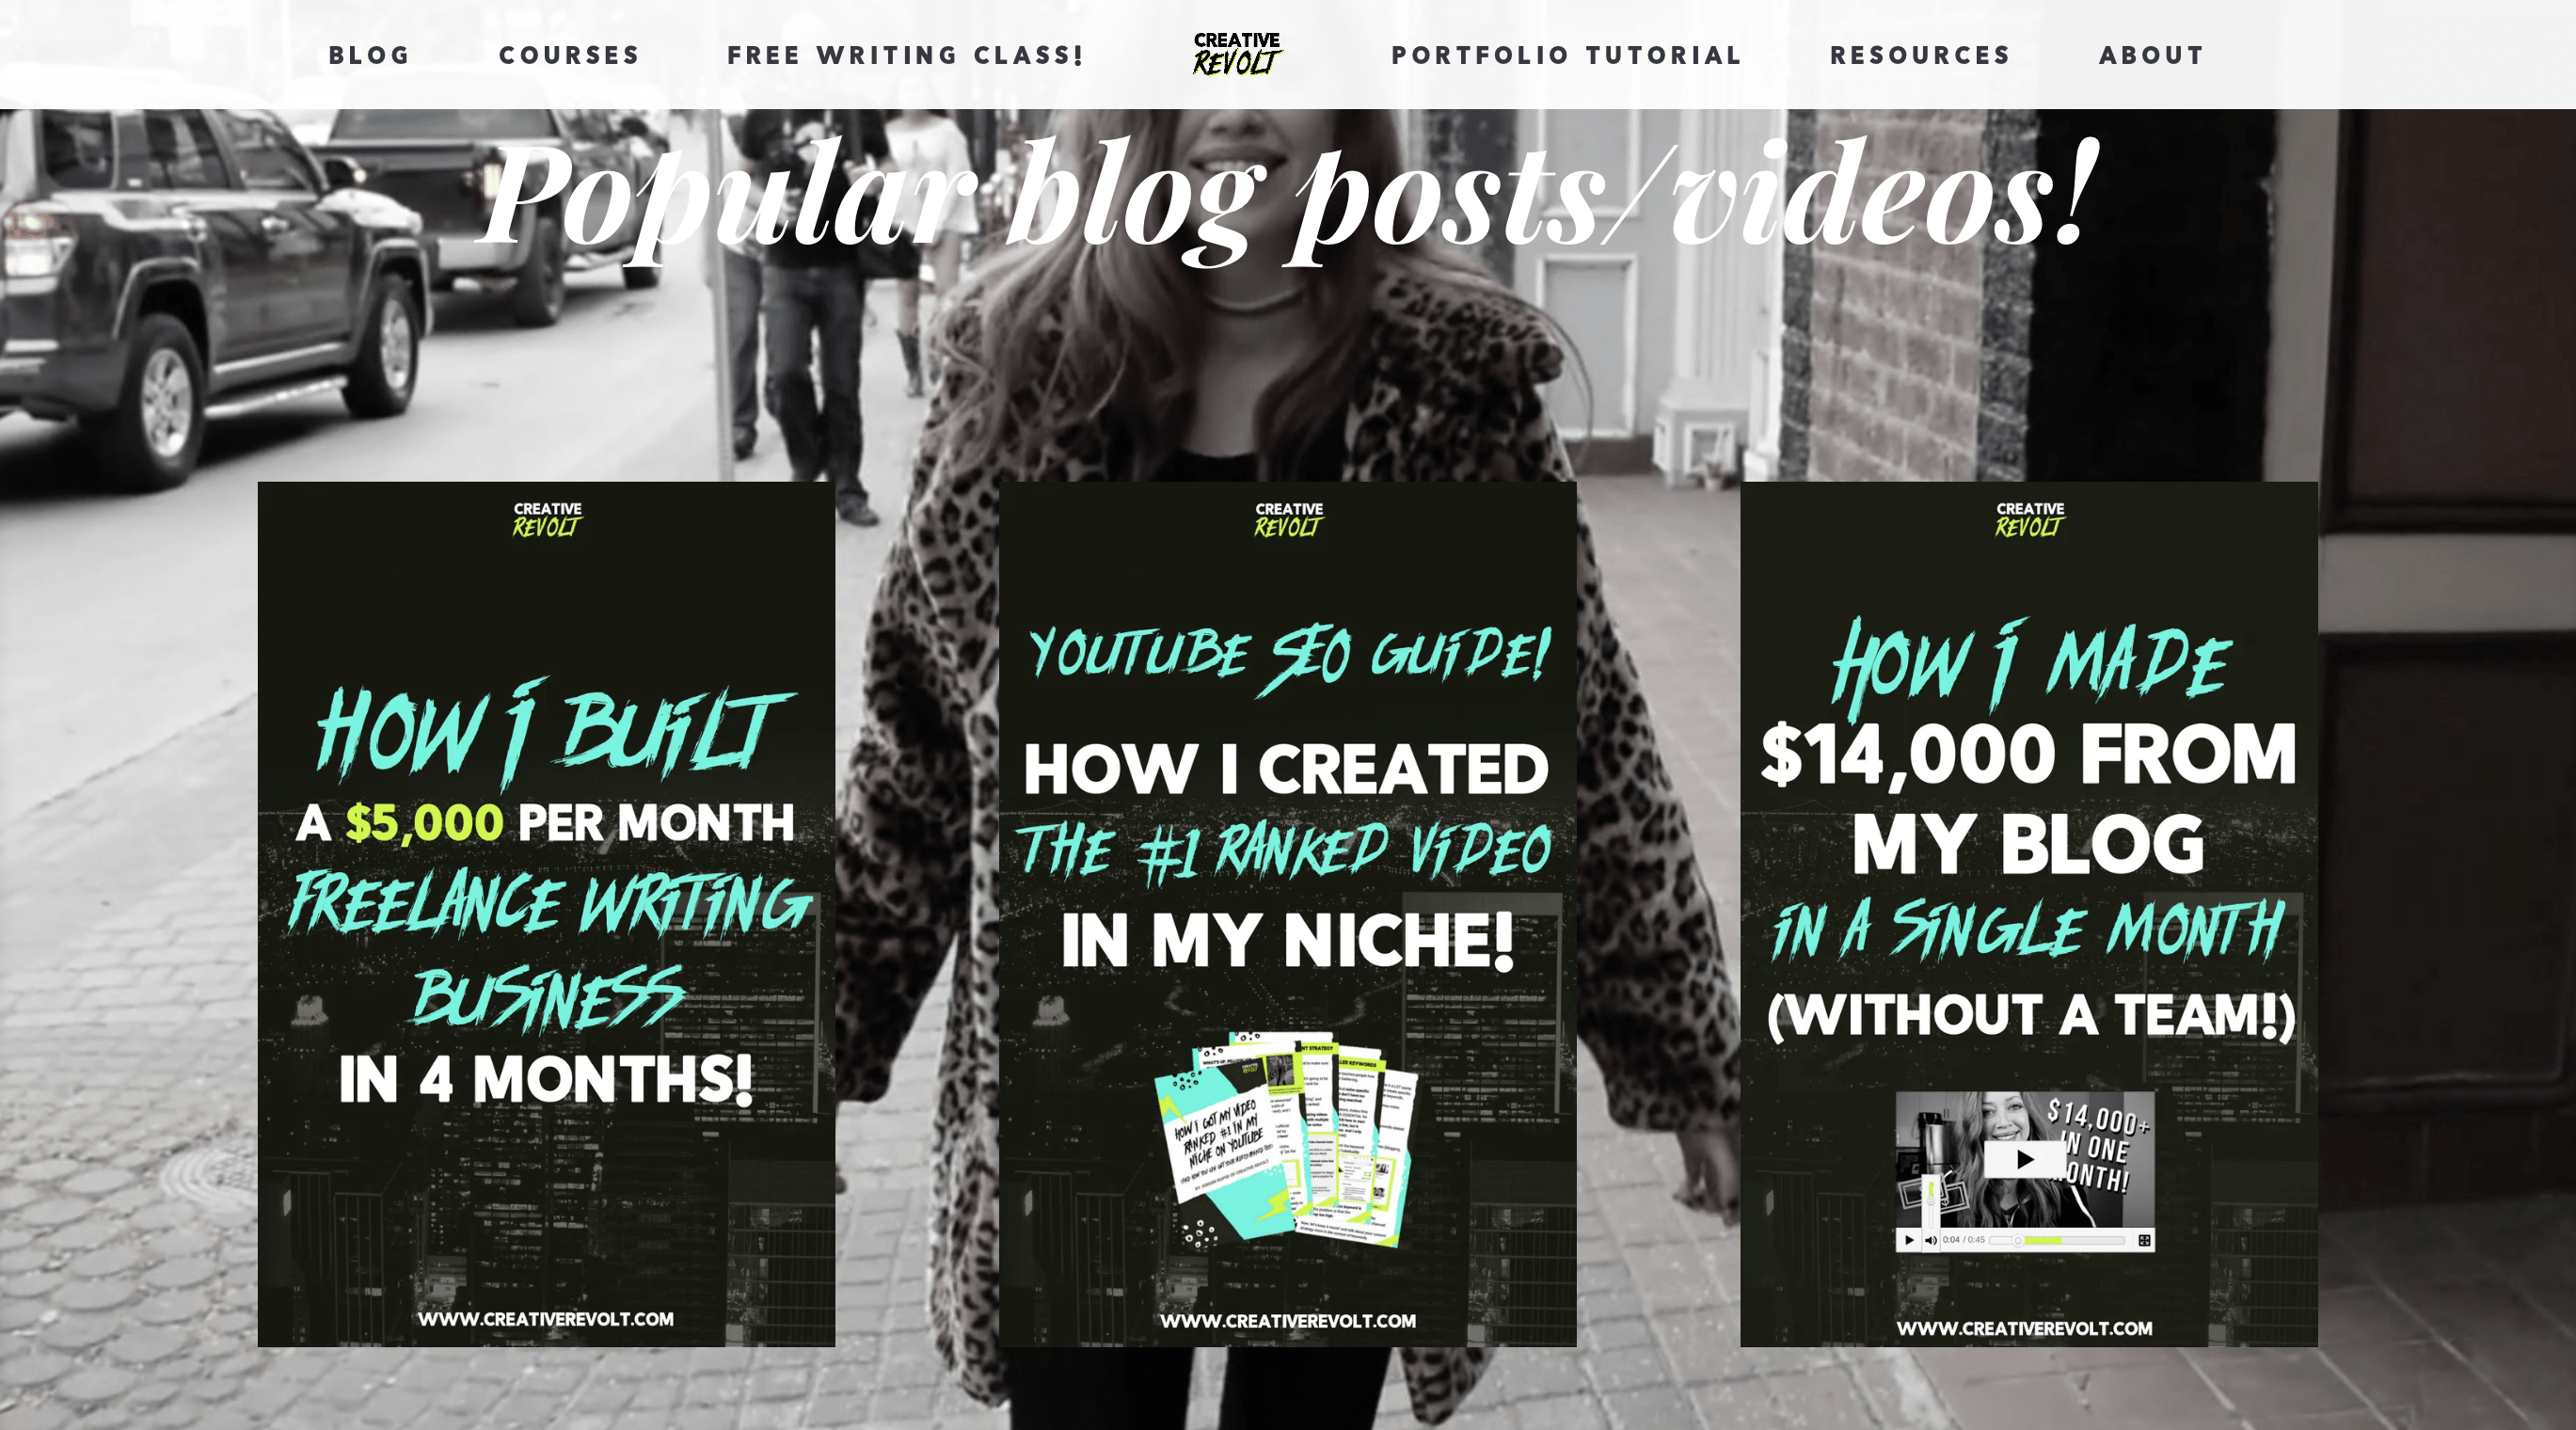 BLOG
COURSES
FREE WRITING CLASS!
CREATIVE
REVOLT
PORTFOLIO TUTORIAL
RESOURCES
ABOUT
Popular blog posts/videos!
CREATIVE
REVOLT
HOW I BUILT
A $5,000 PER MONTH
FREELANCE WRITING
BUSINESS
IN 4 MONTHS!
WWW.CREATIVEREVOLT.COM
CREATIVE
REVOLT
YOUTUBE SEO GUIDE!
HOW I CREATED
THE #1 RANKED VIDEO
IN MY NICHE!
HOW I GOT MY VIDEO
RANKED #1 IN MY
NICHE ON YOUTUBE
WWW.CREATIVEREVOLT.COM
CREATIVE
REVOLT
HOW I MADE
$14,000 FROM
MY BLOG
IN A SINGLE MONTH
(WITHOUT A TEAM!)
$14,000+
IN ONE
MONTH!
0:04 / 0:45
WWW.CREATIVEREVOLT.COM